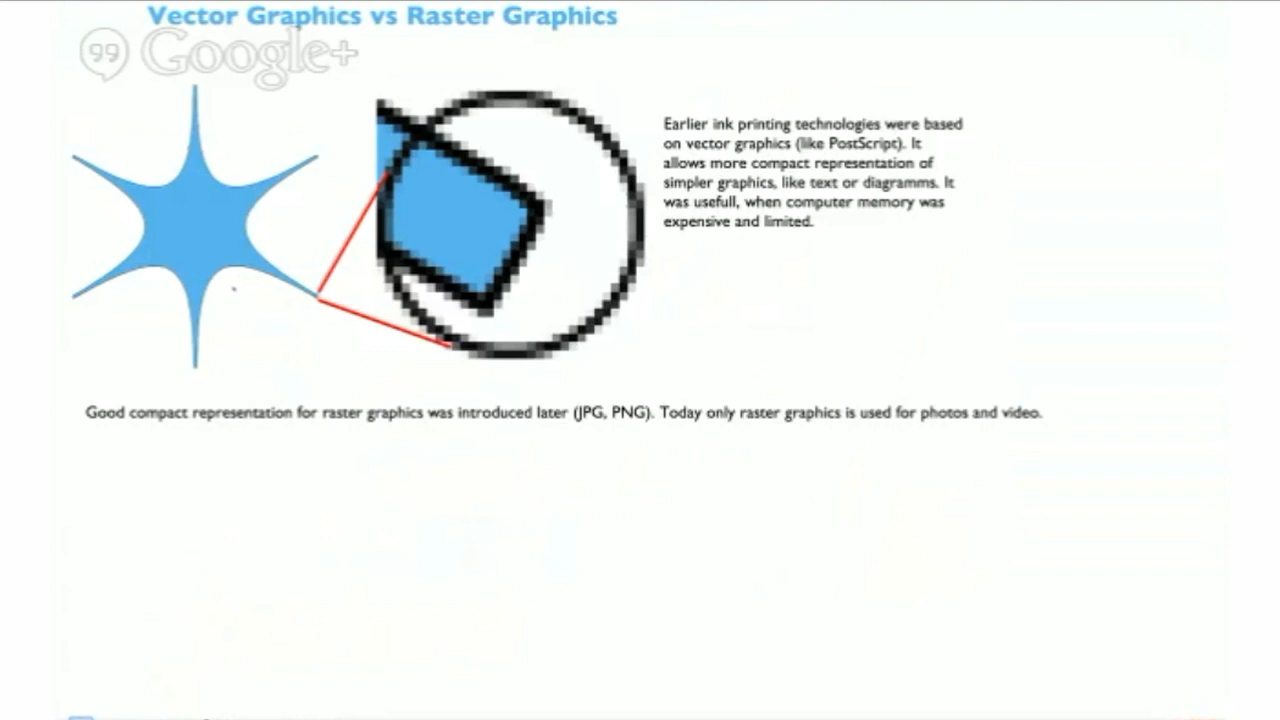 Vector Graphics vs Raster Graphics
Google+
Earlier ink printing technologies were based
on vector graphics (like PostScript). It
allows more compact representation of
simpler graphics, like text or diagramms. It
was usefull, when computer memory was
expensive and limited.
Good compact representation for raster graphics was introduced later (JPG, PNG). Today only raster graphics is used for photos and video.